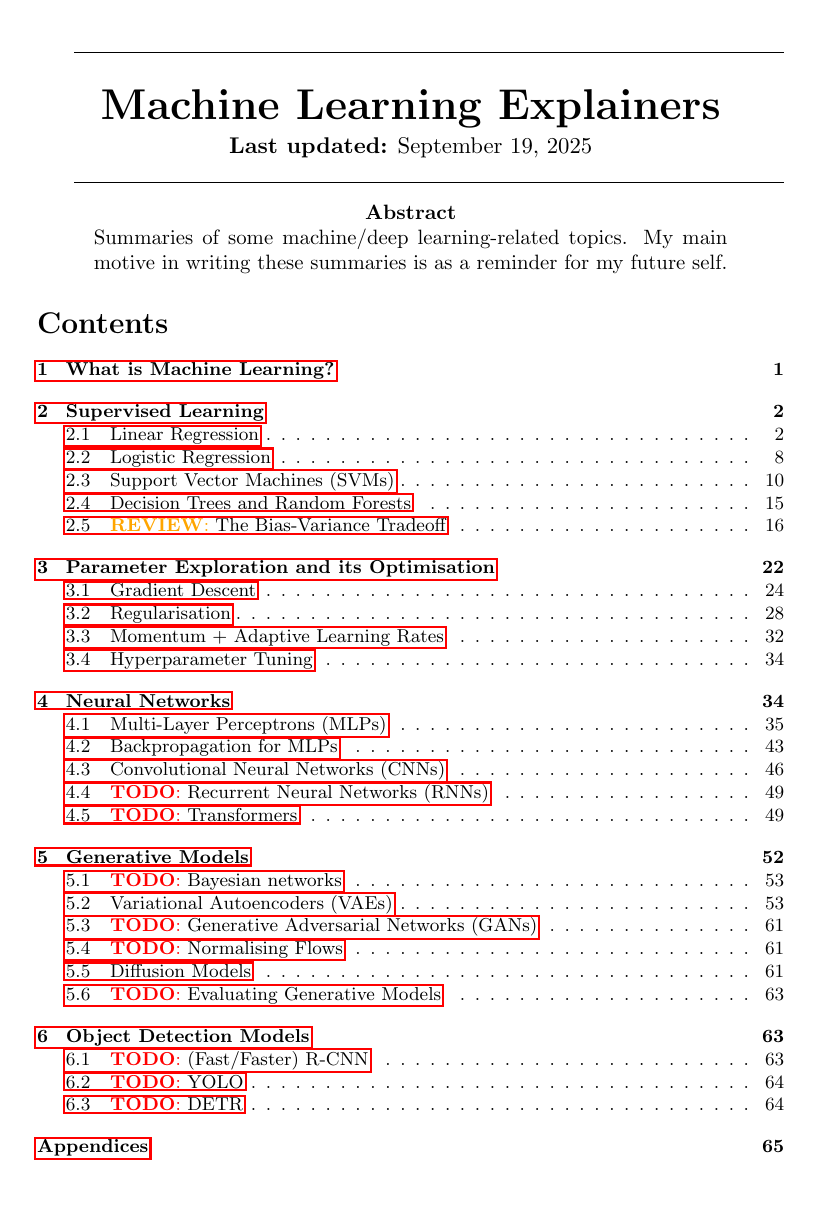 Machine Learning Explainers
Last updated: September 19, 2025
Abstract
Summaries of some machine/deep learning-related topics. My main
motive in writing these summaries is as a reminder for my future self.
Contents
1 What is Machine Learning? 1
2 Supervised Learning 2
2.1 Linear Regression . . . . . . . . . . . . . . . . . . . . . . . . . . . . . . . . . 2
2.2 Logistic Regression . . . . . . . . . . . . . . . . . . . . . . . . . . . . . . . . 8
2.3 Support Vector Machines (SVMs) . . . . . . . . . . . . . . . . . . . . . . . . 10
2.4 Decision Trees and Random Forests . . . . . . . . . . . . . . . . . . . . . . 15
2.5 REVIEW: The Bias-Variance Tradeoff . . . . . . . . . . . . . . . . . . . . 16
3 Parameter Exploration and its Optimisation 22
3.1 Gradient Descent . . . . . . . . . . . . . . . . . . . . . . . . . . . . . . . . . 24
3.2 Regularisation . . . . . . . . . . . . . . . . . . . . . . . . . . . . . . . . . . . 28
3.3 Momentum + Adaptive Learning Rates . . . . . . . . . . . . . . . . . . . . 32
3.4 Hyperparameter Tuning . . . . . . . . . . . . . . . . . . . . . . . . . . . . . 34
4 Neural Networks 34
4.1 Multi-Layer Perceptrons (MLPs) . . . . . . . . . . . . . . . . . . . . . . . . 35
4.2 Backpropagation for MLPs . . . . . . . . . . . . . . . . . . . . . . . . . . . 43
4.3 Convolutional Neural Networks (CNNs) . . . . . . . . . . . . . . . . . . . . 46
4.4 TODO: Recurrent Neural Networks (RNNs) . . . . . . . . . . . . . . . . . 49
4.5 TODO: Transformers . . . . . . . . . . . . . . . . . . . . . . . . . . . . . . 49
5 Generative Models 52
5.1 TODO: Bayesian networks . . . . . . . . . . . . . . . . . . . . . . . . . . . 53
5.2 Variational Autoencoders (VAEs) . . . . . . . . . . . . . . . . . . . . . . . . 53
5.3 TODO: Generative Adversarial Networks (GANs) . . . . . . . . . . . . . . 61
5.4 TODO: Normalising Flows . . . . . . . . . . . . . . . . . . . . . . . . . . . 61
5.5 Diffusion Models . . . . . . . . . . . . . . . . . . . . . . . . . . . . . . . . . 61
5.6 TODO: Evaluating Generative Models . . . . . . . . . . . . . . . . . . . . 63
6 Object Detection Models 63
6.1 TODO: (Fast/Faster) R-CNN . . . . . . . . . . . . . . . . . . . . . . . . . 63
6.2 TODO: YOLO . . . . . . . . . . . . . . . . . . . . . . . . . . . . . . . . . . 64
6.3 TODO: DETR . . . . . . . . . . . . . . . . . . . . . . . . . . . . . . . . . . 64
Appendices 65